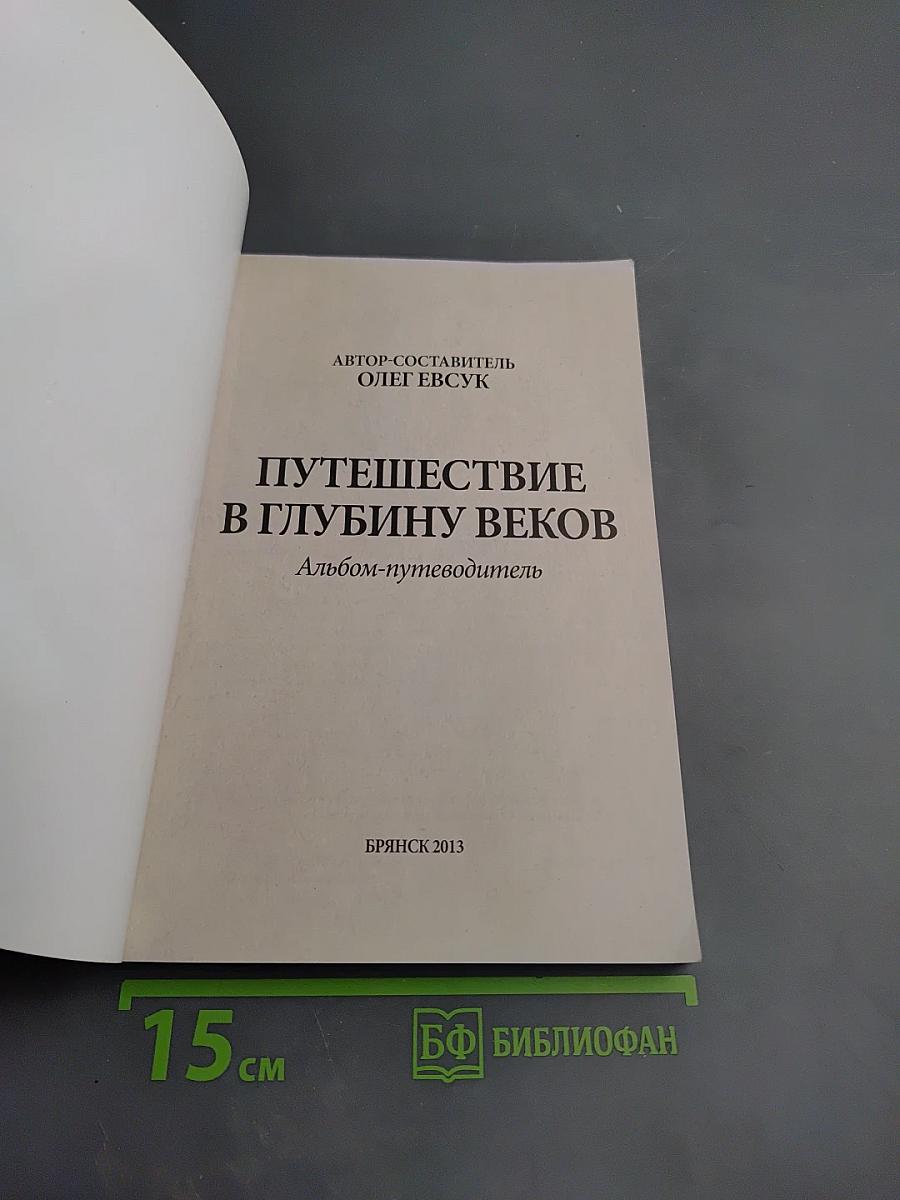 АВТОР-СОСТАВИТЕЛЬ
ОЛЕГ ЕВСУК
ПУТЕШЕСТВИЕ
В ГЛУБИНУ ВЕКОВ
Альбом-путеводитель
БРЯНСК 2013
15 см
БФ БИБЛИОФАН